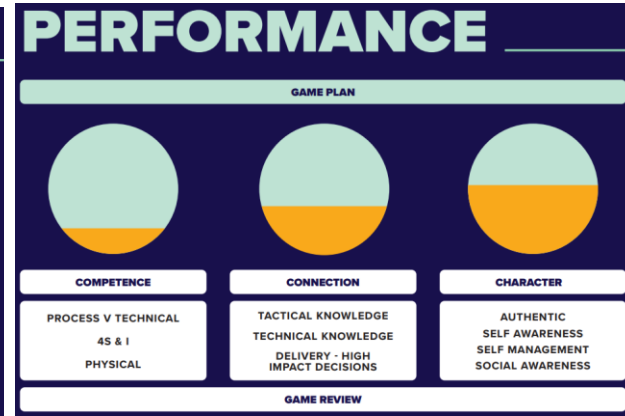 PERFORMANCE
GAME PLAN
COMPETENCE
PROCESS V TECHNICAL
4S & I
PHYSICAL
CONNECTION
TACTICAL KNOWLEDGE
TECHNICAL KNOWLEDGE
DELIVERY - HIGH
IMPACT DECISIONS
CHARACTER
AUTHENTIC
SELF AWARENESS
SELF MANAGEMENT
SOCIAL AWARENESS
GAME REVIEW